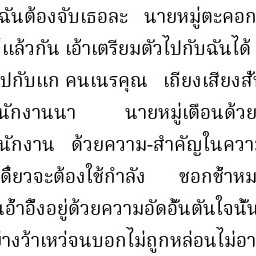 ฉันต้องจับเธอละ นายหมู่ตะคอก
แล้วกัน เอ้าเตรียมตัวไปกับฉันได้
ปกับแก คนเนรคุณ เถียงเสียงสั
นักงานนา นายหมู่เตือนด้วย
นักงาน ด้วยความ-สำคัญในควา
เดี๋ยวจะต้องใช้กำลัง ชอกช้ำหม
อ้ำอึ้งอยู่ด้วยความอัดอั้นตันใจนั้น
ย่างว้าเหว่จนบอกไม่ถูกหล่อนไม่อา